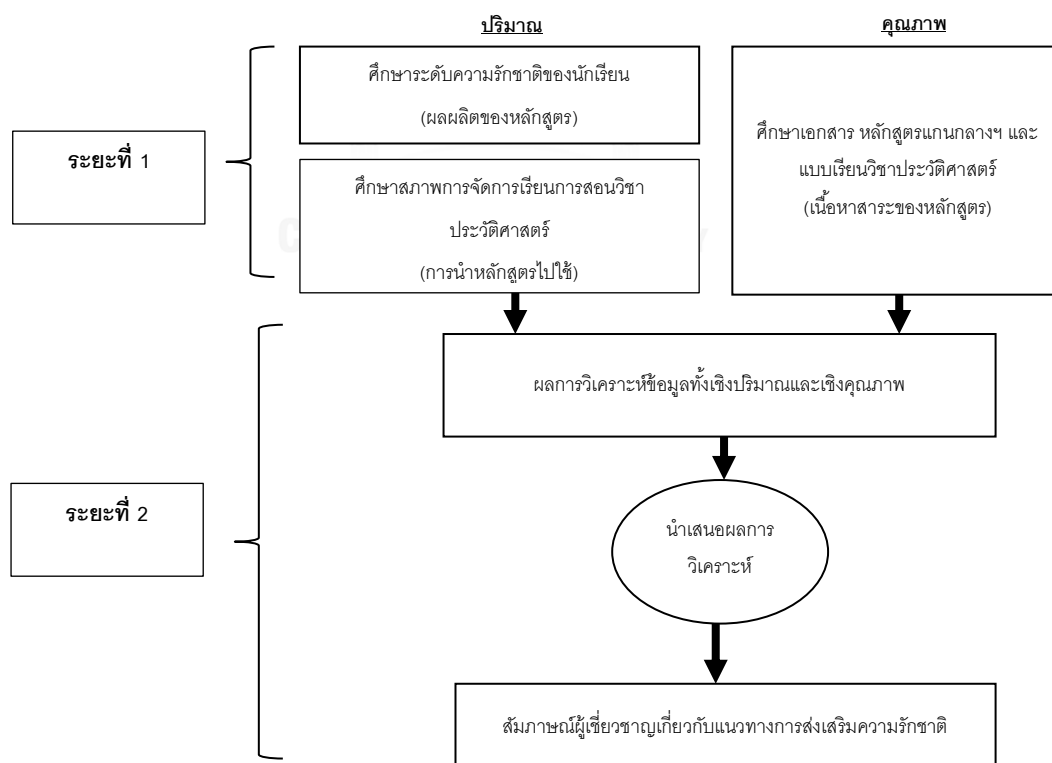 ปริมาณ
คุณภาพ
ระยะที่ 1
ศึกษาระดับความรักชาติของนักเรียน
(ผลผลิตของหลักสูตร)
ศึกษาสภาพการจัดการเรียนการสอนวิชา
ประวัติศาสตร์
(การนำหลักสูตรไปใช้)
ศึกษาเอกสาร หลักสูตรแกนกลางฯ และ
แบบเรียนวิชาประวัติศาสตร์
(เนื้อหาสาระของหลักสูตร)
ระยะที่ 2
ผลการวิเคราะห์ข้อมูลทั้งเชิงปริมาณและเชิงคุณภาพ
นำเสนอผลการ
วิเคราะห์
สัมภาษณ์ผู้เชี่ยวชาญเกี่ยวกับแนวทางการส่งเสริมความรักชาติ